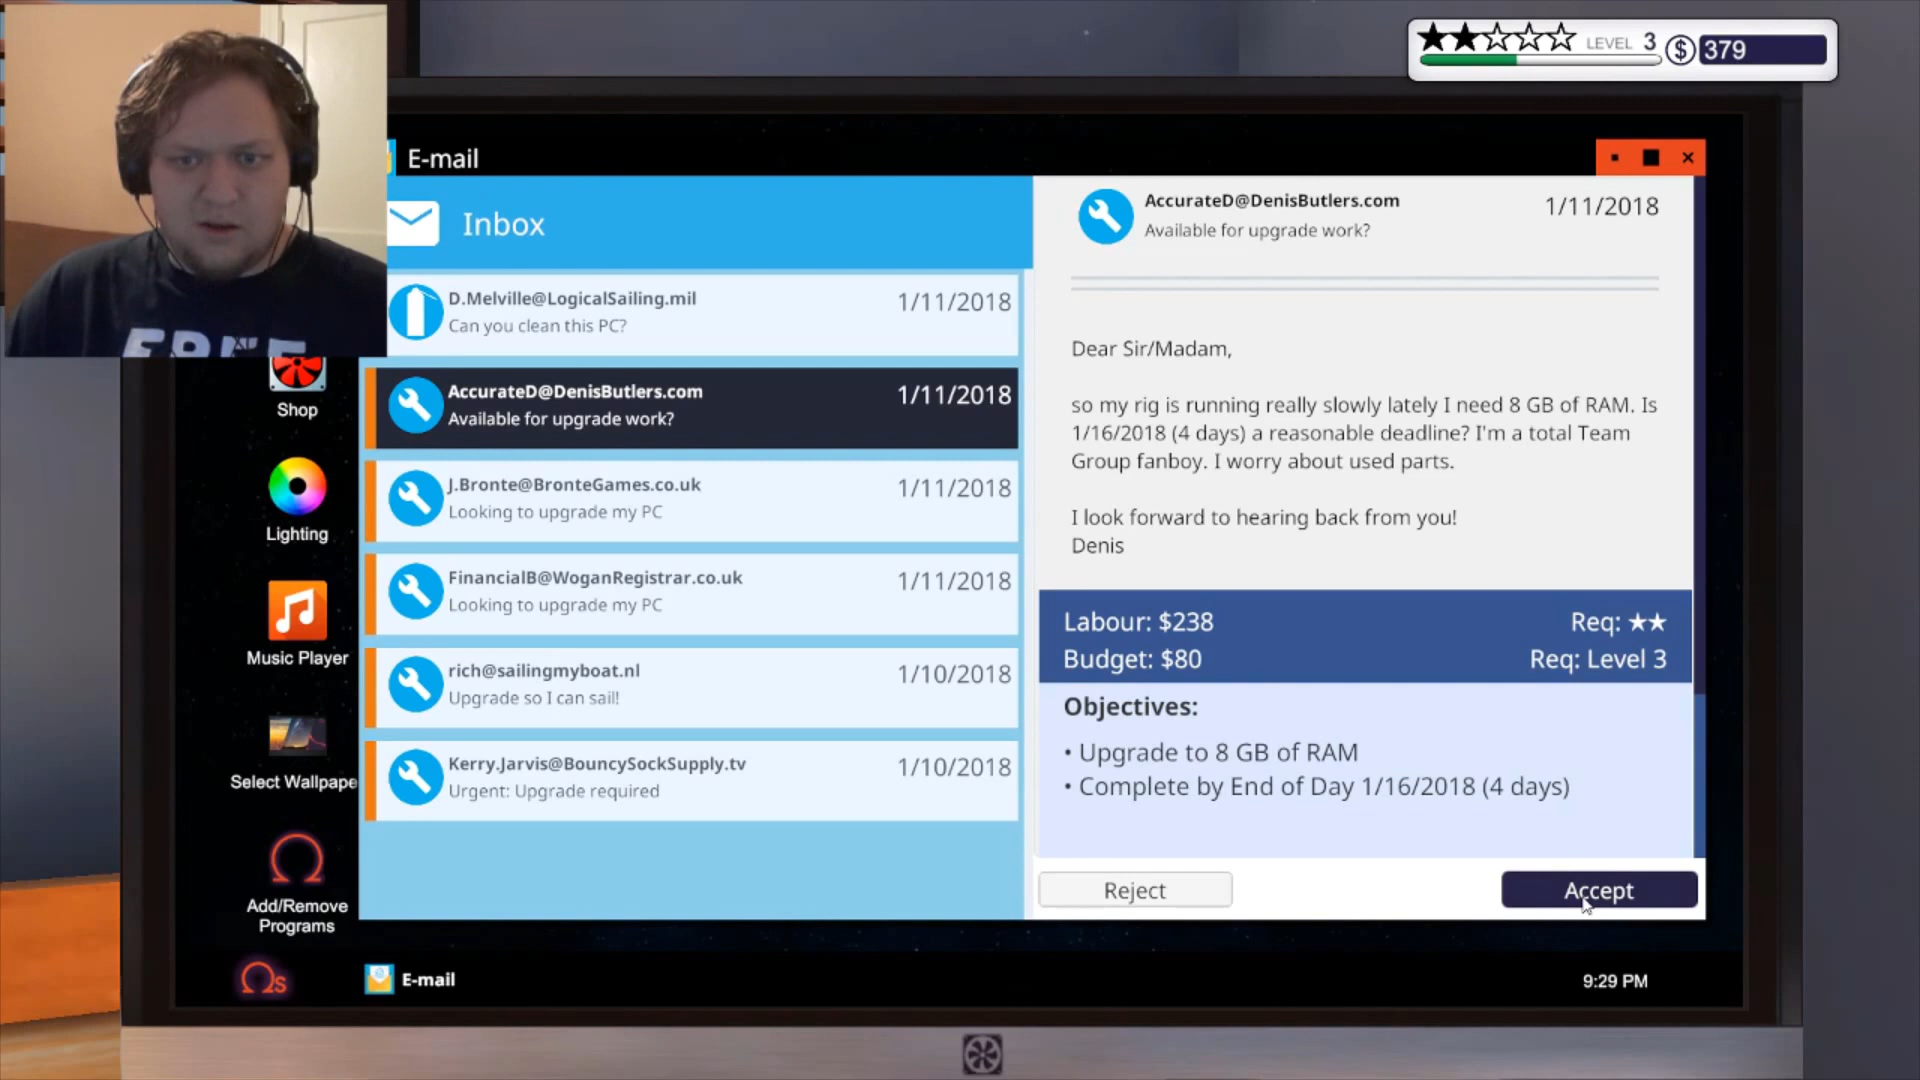 LEVEL 3
$ 379
E-mail
Inbox
D.Melville@LogicalSailing.mil
1/11/2018
Can you clean this PC?
AccurateD@DenisButlers.com
1/11/2018
Available for upgrade work?
J.Bronte@BronteGames.co.uk
1/11/2018
Looking to upgrade my PC
FinancialB@WoganRegistrar.co.uk
1/11/2018
Looking to upgrade my PC
rich@sailingmyboat.nl
1/10/2018
Upgrade so I can sail!
Kerry.Jarvis@BouncySockSupply.tv
1/10/2018
Urgent: Upgrade required
AccurateD@DenisButlers.com
1/11/2018
Available for upgrade work?
Dear Sir/Madam,
so my rig is running really slowly lately I need 8 GB of RAM. Is
1/16/2018 (4 days) a reasonable deadline? I'm a total Team
Group fanboy. I worry about used parts.
I look forward to hearing back from you!
Denis
Labour: $238
Req: ★★
Budget: $80
Req: Level 3
Objectives:
• Upgrade to 8 GB of RAM
• Complete by End of Day 1/16/2018 (4 days)
Reject
Accept
Shop
Lighting
Music Player
Select Wallpape
Add/Remove
Programs
Ωs
E-mail
9:29 PM